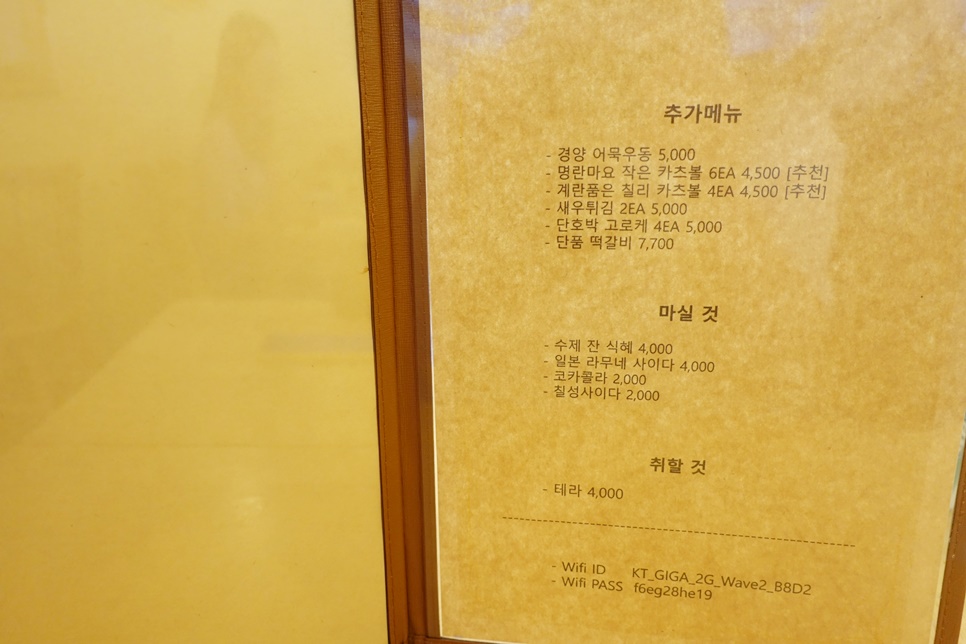 추가메뉴
- 경양 어묵우동 5,000
- 명란마요 작은 카츠볼 6EA 4,500 [추천]
- 계란품은 칠리 카츠볼 4EA 4,500 [추천]
- 새우튀김 2EA 5,000
- 단호박 고로케 4EA 5,000
- 단품 떡갈비 7,700
마실 것
- 수제 잔 식혜 4,000
- 일본 라무네 사이다 4,000
- 코카콜라 2,000
- 칠성사이다 2,000
취할 것
- 테라 4,000
- Wifi ID KT_GIGA_2G_Wave2_B8D2
- Wifi PASS f6eg28he19